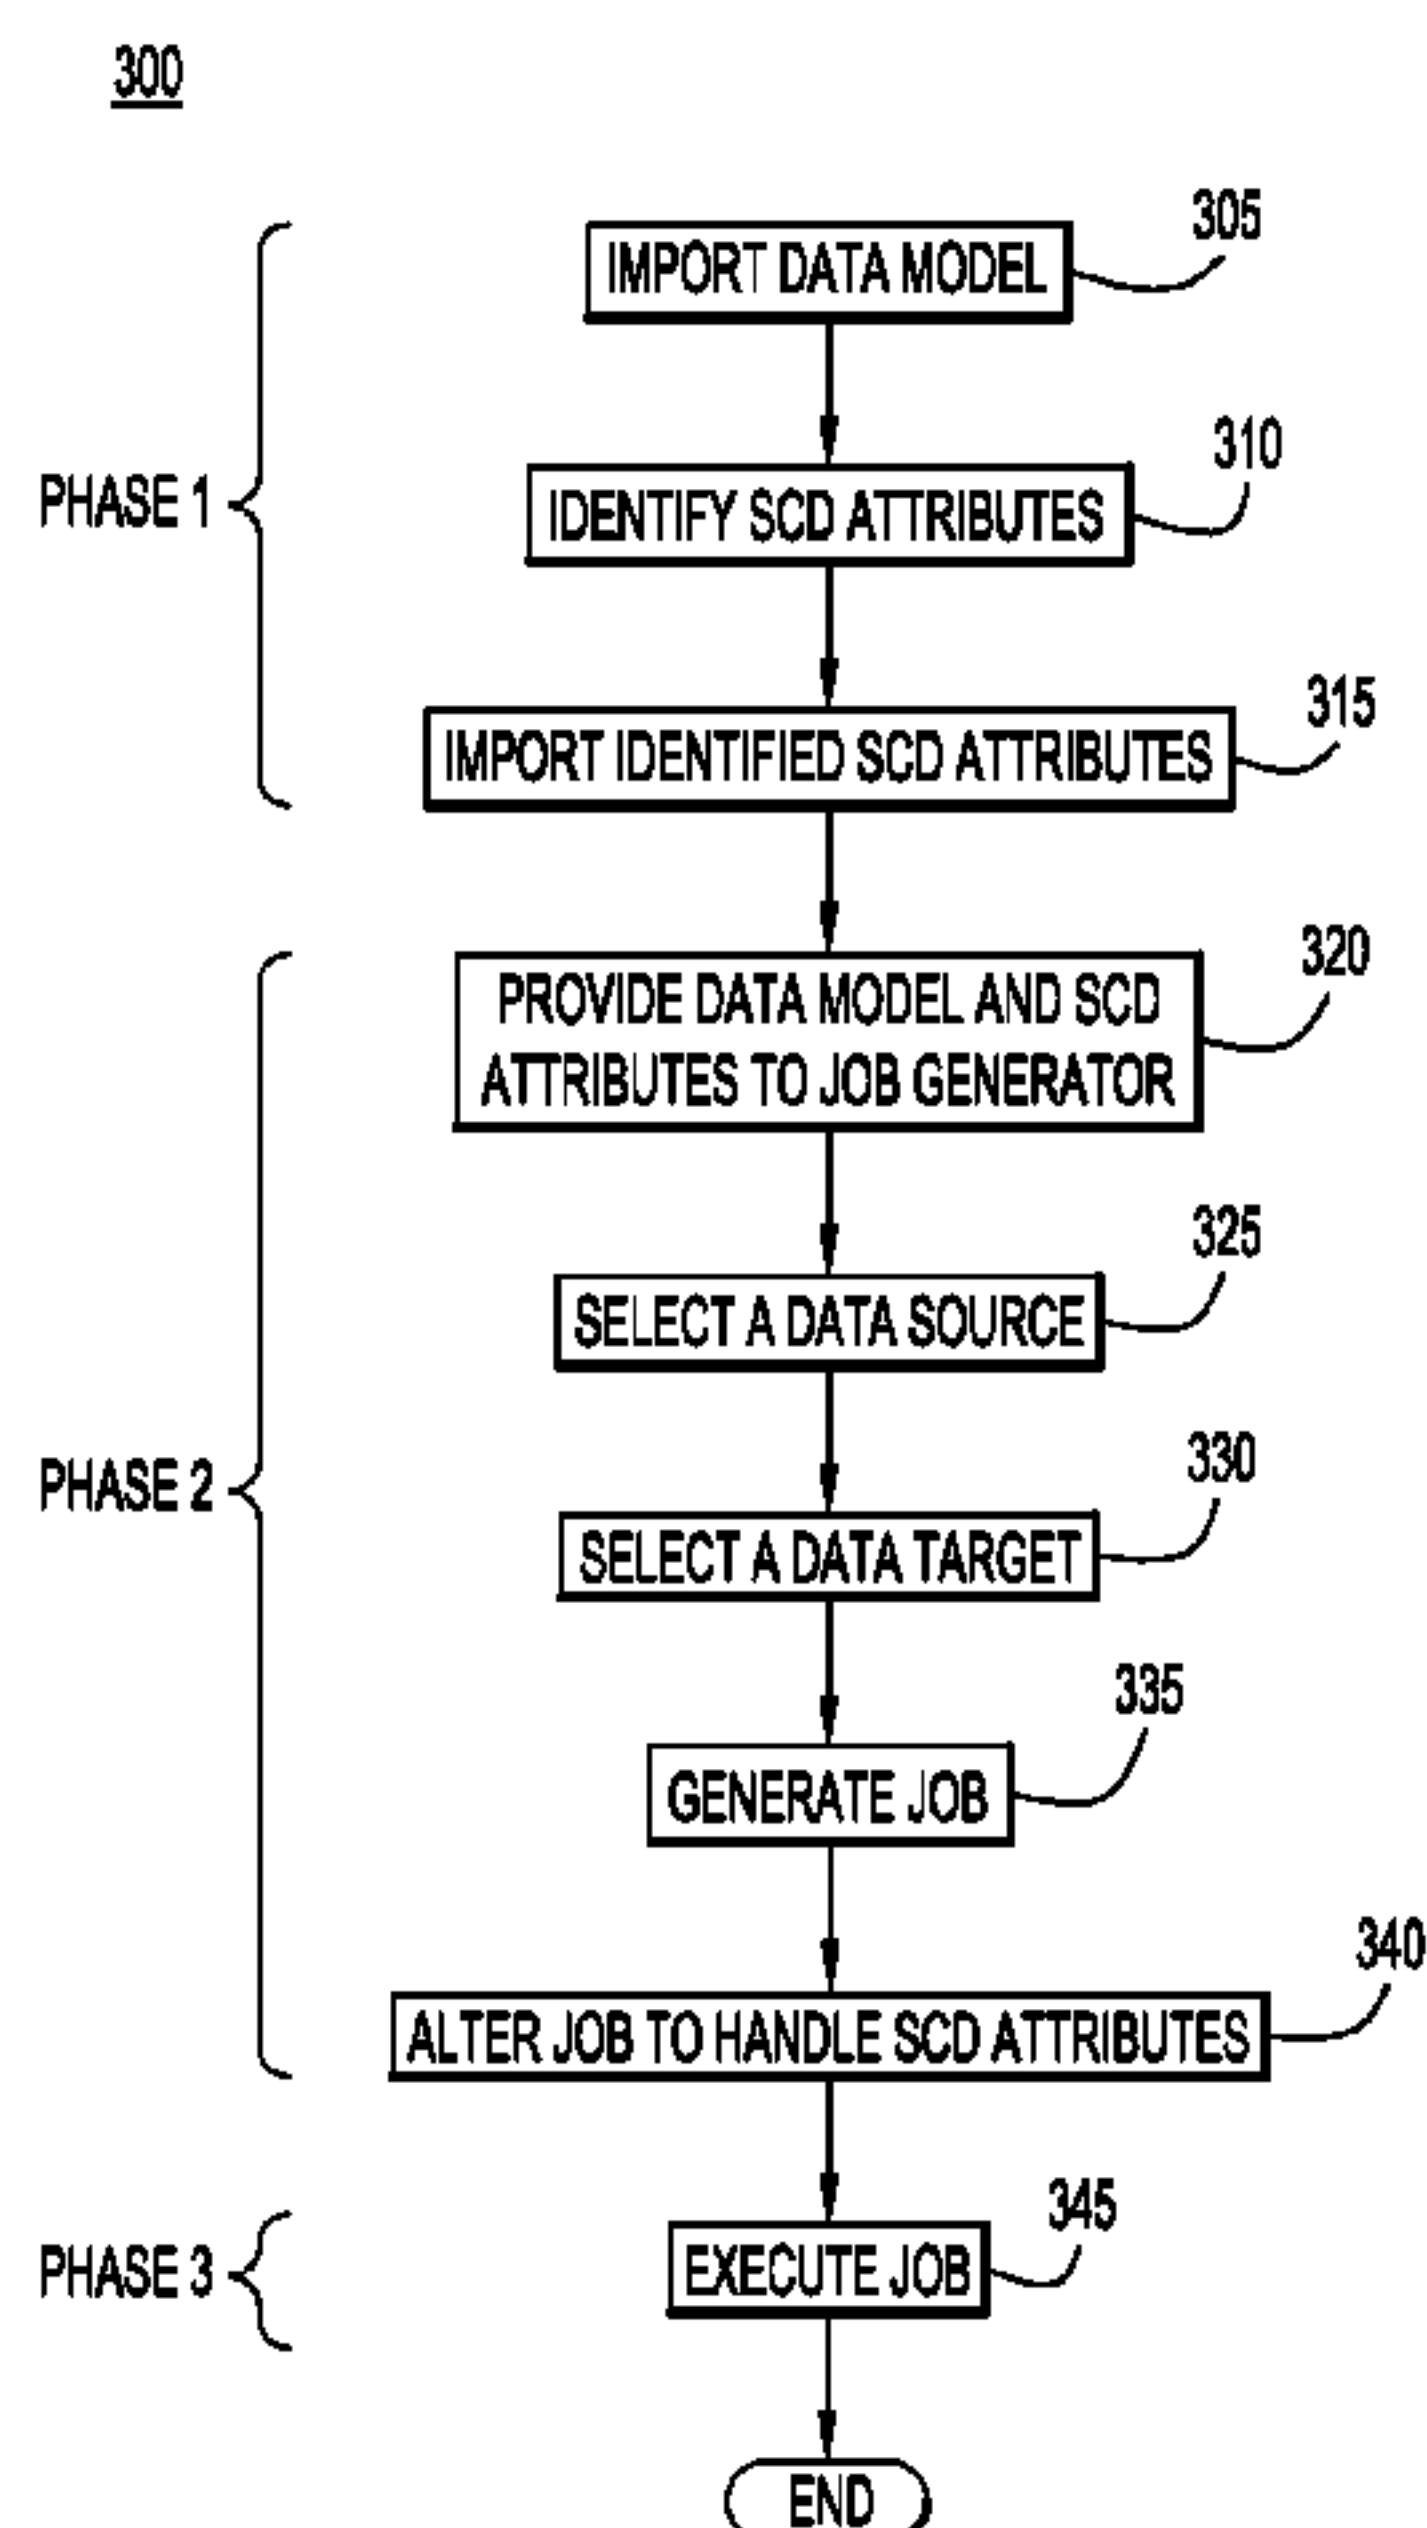 300
305
IMPORT DATA MODEL
310
PHASE 1
IDENTIFY SCD ATTRIBUTES
315
IMPORT IDENTIFIED SCD ATTRIBUTES
320
PROVIDE DATA MODEL AND SCD
ATTRIBUTES TO JOB GENERATOR
325
SELECT A DATA SOURCE
330
PHASE 2
SELECT A DATA TARGET
335
GENERATE JOB
340
ALTER JOB TO HANDLE SCD ATTRIBUTES
345
PHASE 3
EXECUTE JOB
END